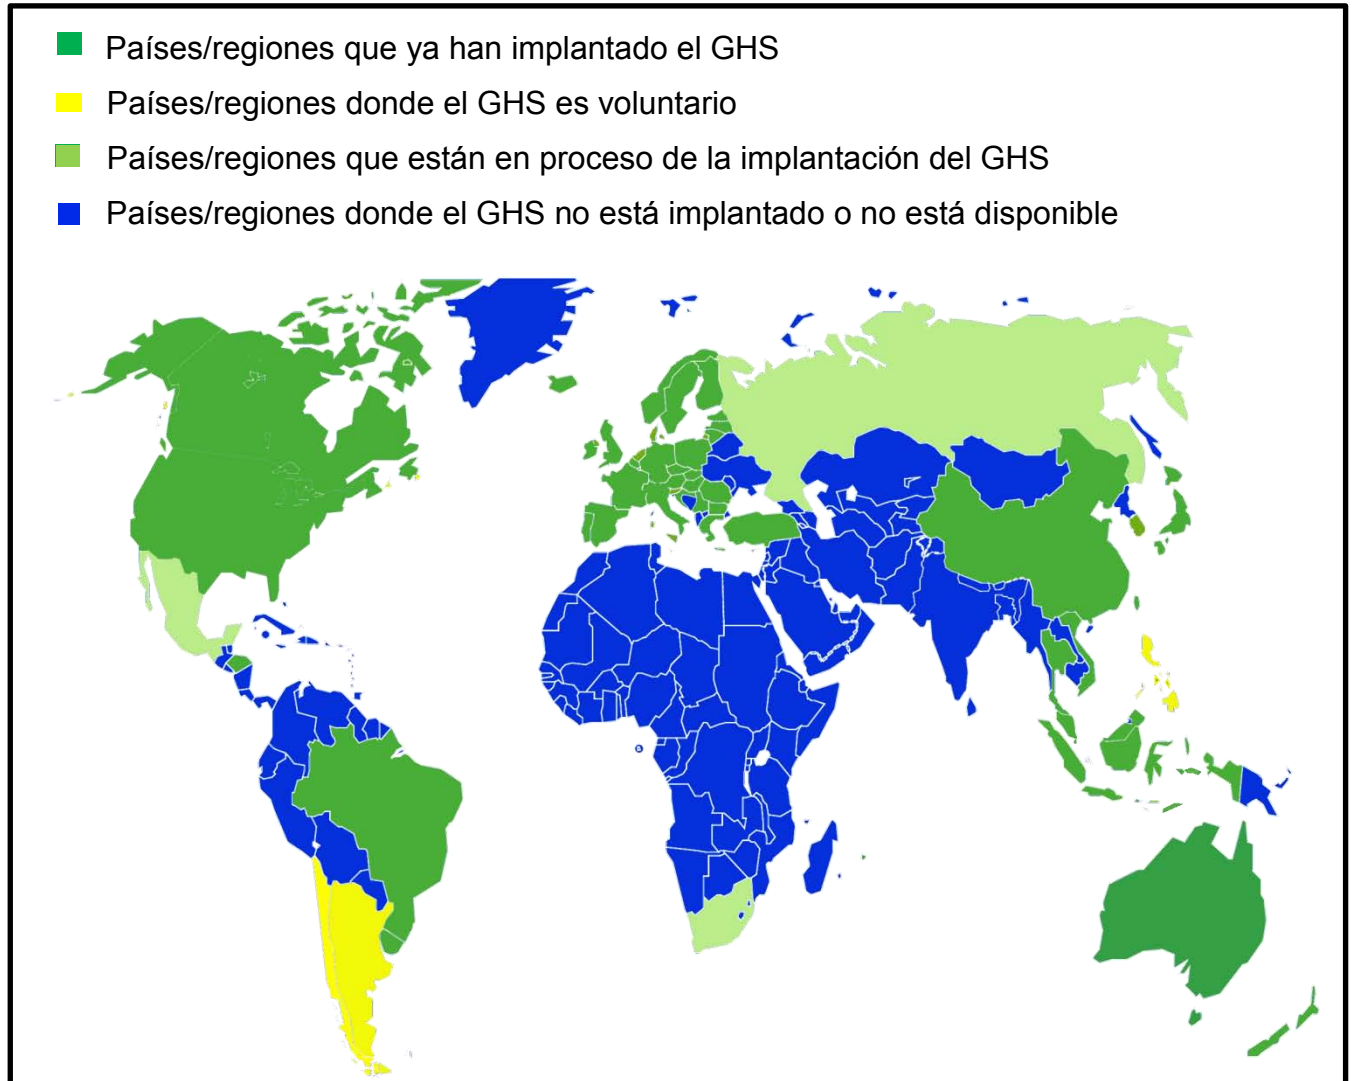 Países/regiones que ya han implantado el GHS
Países/regiones donde el GHS es voluntario
Países/regiones que están en proceso de la implantación del GHS
Países/regiones donde el GHS no está implantado o no está disponible